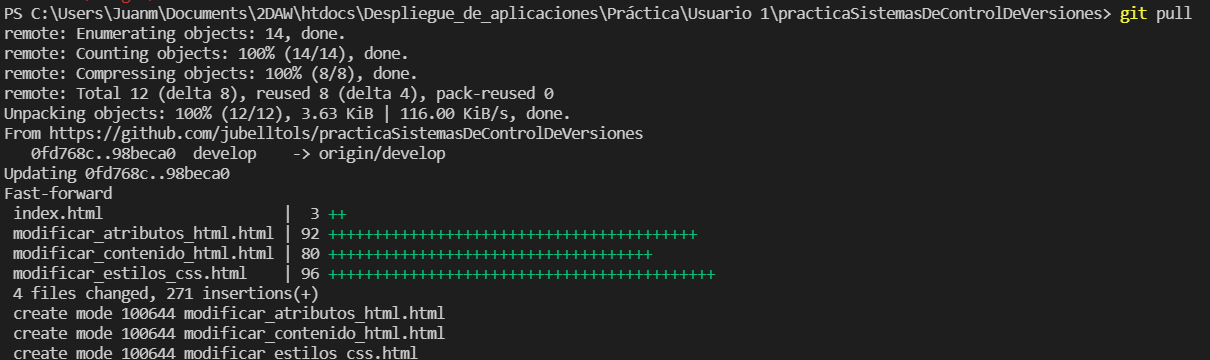 PS C:\Users\Juanm\Documents\2DAW\htdocs\Despliegue_de_aplicaciones\Práctica\Usuario 1\practicaSistemasDeControlDeVersiones> git pull
remote: Enumerating objects: 14, done.
remote: Counting objects: 100% (14/14), done.
remote: Compressing objects: 100% (8/8), done.
remote: Total 12 (delta 8), reused 8 (delta 4), pack-reused 0
Unpacking objects: 100% (12/12), 3.63 KiB | 116.00 KiB/s, done.
From https://github.com/jubelltols/practicaSistemasDeControlDeVersiones
   0fd768c..98beca0  develop    -> origin/develop
Updating 0fd768c..98beca0
Fast-forward
 index.html                    |  3 ++
 modificar_atributos_html.html | 92 +++++++++++++++++++++++++++++++++++++++++
 modificar_contenido_html.html | 80 ++++++++++++++++++++++++++++++++++++
 modificar_estilos_css.html    | 96 +++++++++++++++++++++++++++++++++++++++++++
 4 files changed, 271 insertions(+)
 create mode 100644 modificar_atributos_html.html
 create mode 100644 modificar_contenido_html.html
 create mode 100644 modificar_estilos_css.html